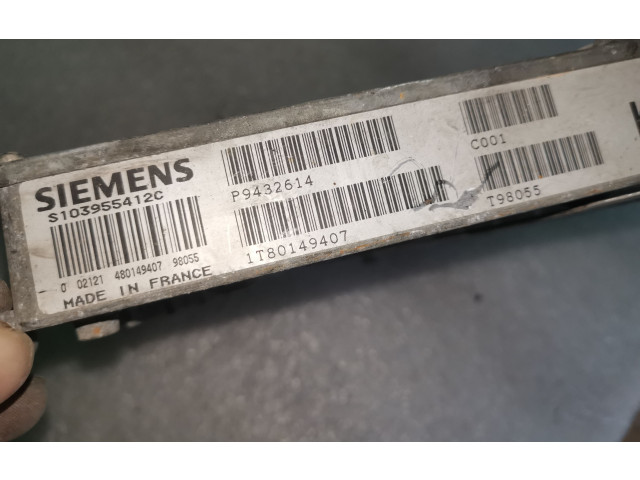 SIEMENS
S103955412C
0 02121 480149407 98055
MADE IN FRANCE
P9432614
1T80149407
C001
T98055